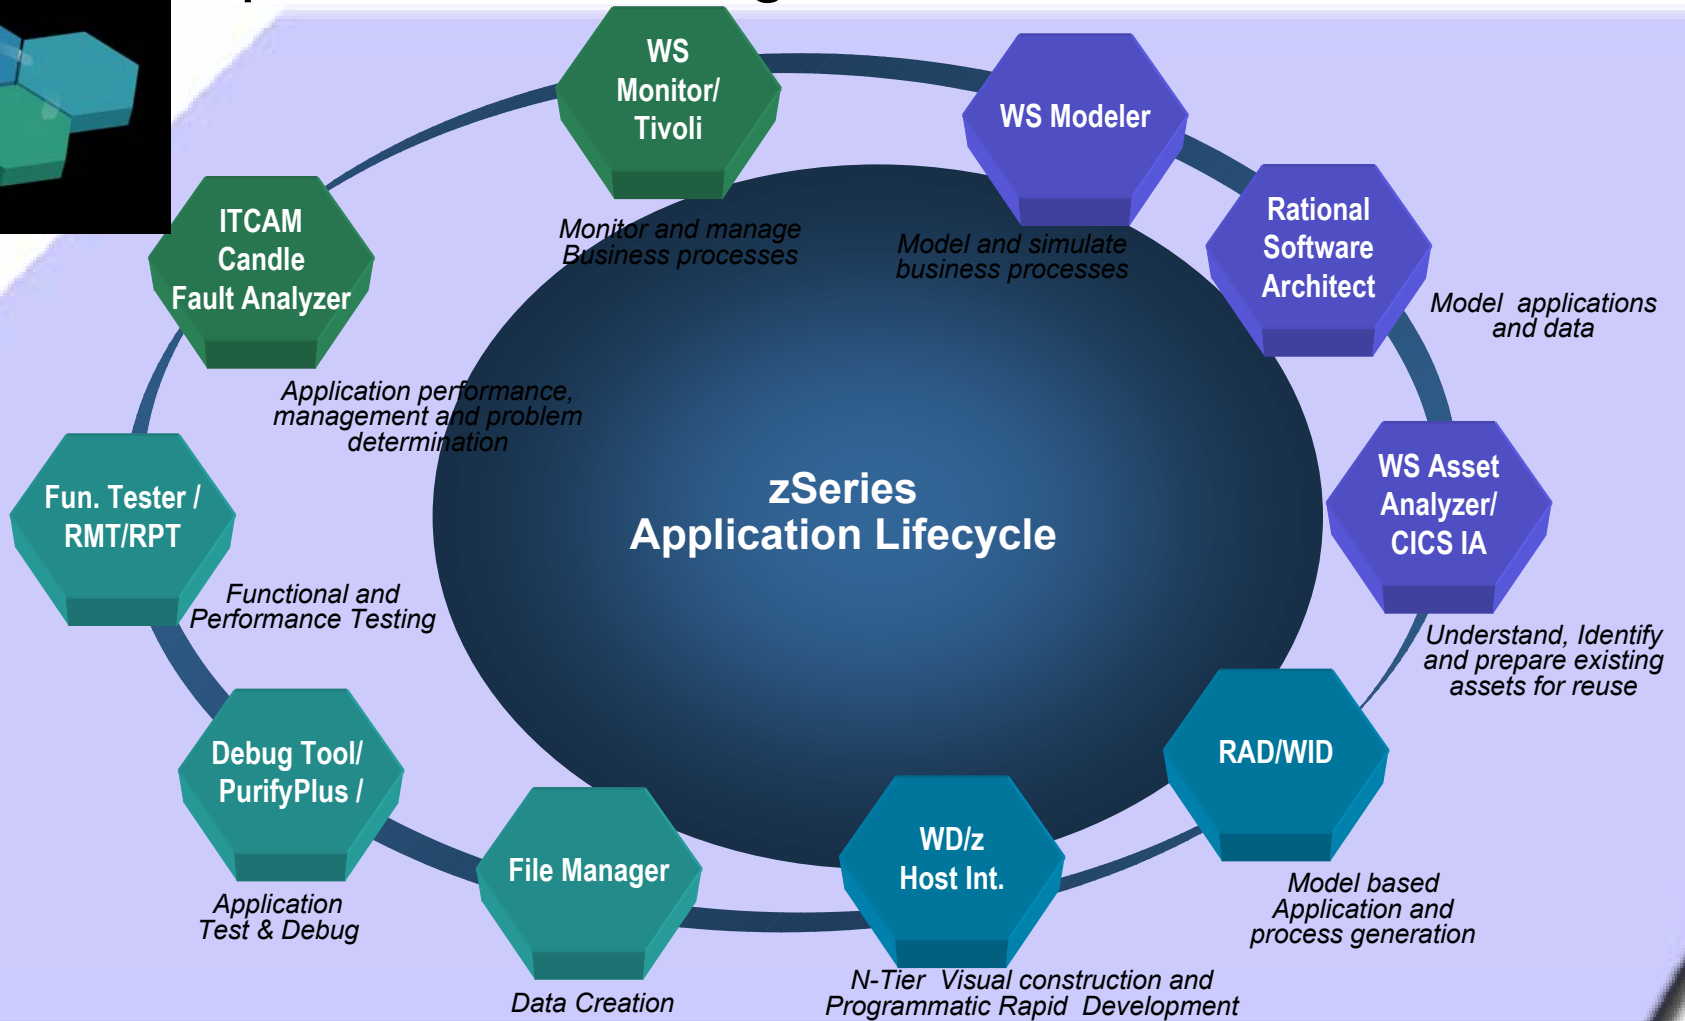 WS
Monitor/
Tivoli
Monitor and manage
Business processes
WS Modeler
Model and simulate
business processes
Rational
Software
Architect
Model applications
and data
WS Asset
Analyzer/
CICS IA
Understand, Identify
and prepare existing
assets for reuse
RAD/WID
Model based
Application and
process generation
WD/z
Host Int.
N-Tier Visual construction and
Programmatic Rapid Development
File Manager
Data Creation
Debug Tool/
PurifyPlus /
Application
Test & Debug
Fun. Tester /
RMT/RPT
Functional and
Performance Testing
ITCAM
Candle
Fault Analyzer
Application performance,
management and problem
determination
zSeries
Application Lifecycle